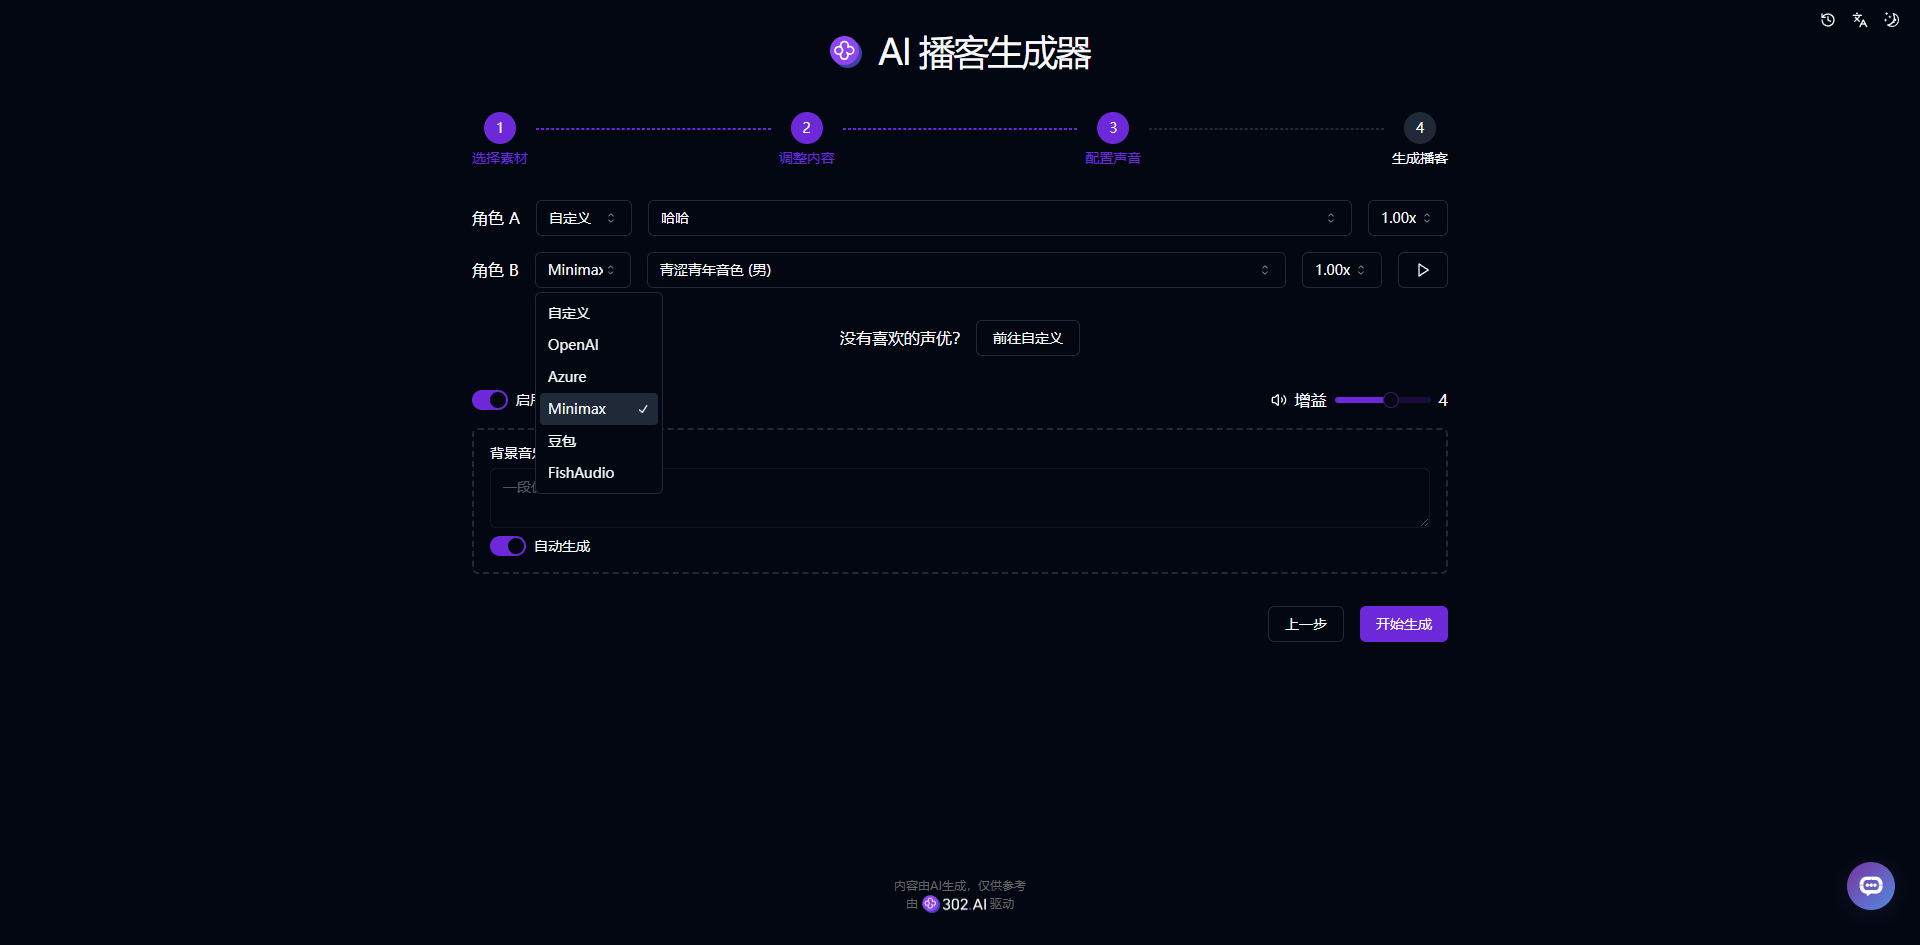 AI 播客生成器
1
2
3
4
选择素材
调整内容
配置声音
生成播客
角色 A
自定义
哈哈
1.00x
角色 B
Minimax
青涩青年音色 (男)
1.00x
自定义
OpenAI
Azure
Minimax
豆包
FishAudio
没有喜欢的声优?
前往自定义
启
增益
4
背景音
一段
自动生成
上一步
开始生成
内容由AI生成，仅供参考
由 302.AI 驱动